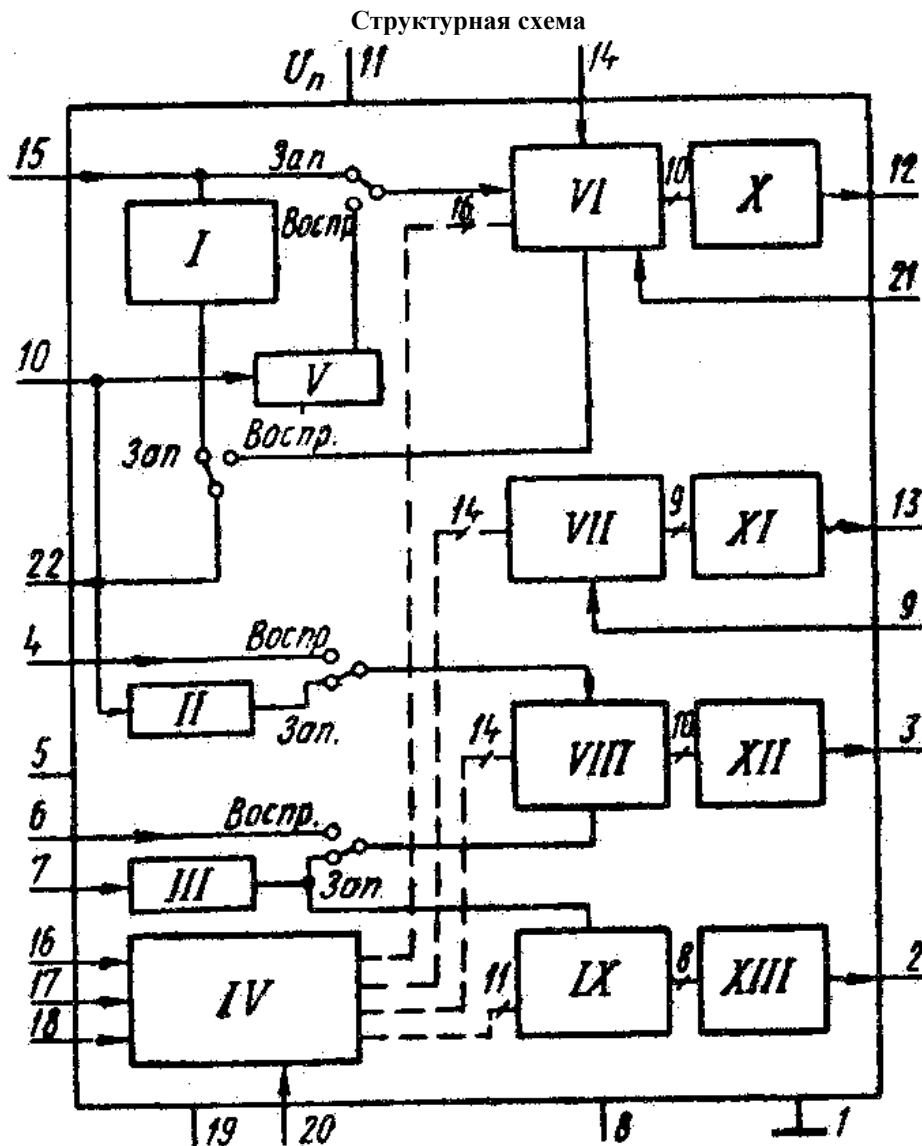 Структурная схема
Uп 11 14
15 Зап VI 10 X 12
Воспр 16
I 21
10 V
Зап Воспр.
14 VII 9 XI 13
22 9
4 Воспр
II Зап. 14 VIII 10 XII 3
5
6 Воспр.
7 III Зап.
16 IV 11 IX 8 XIII 2
17
18
19 20 8 1